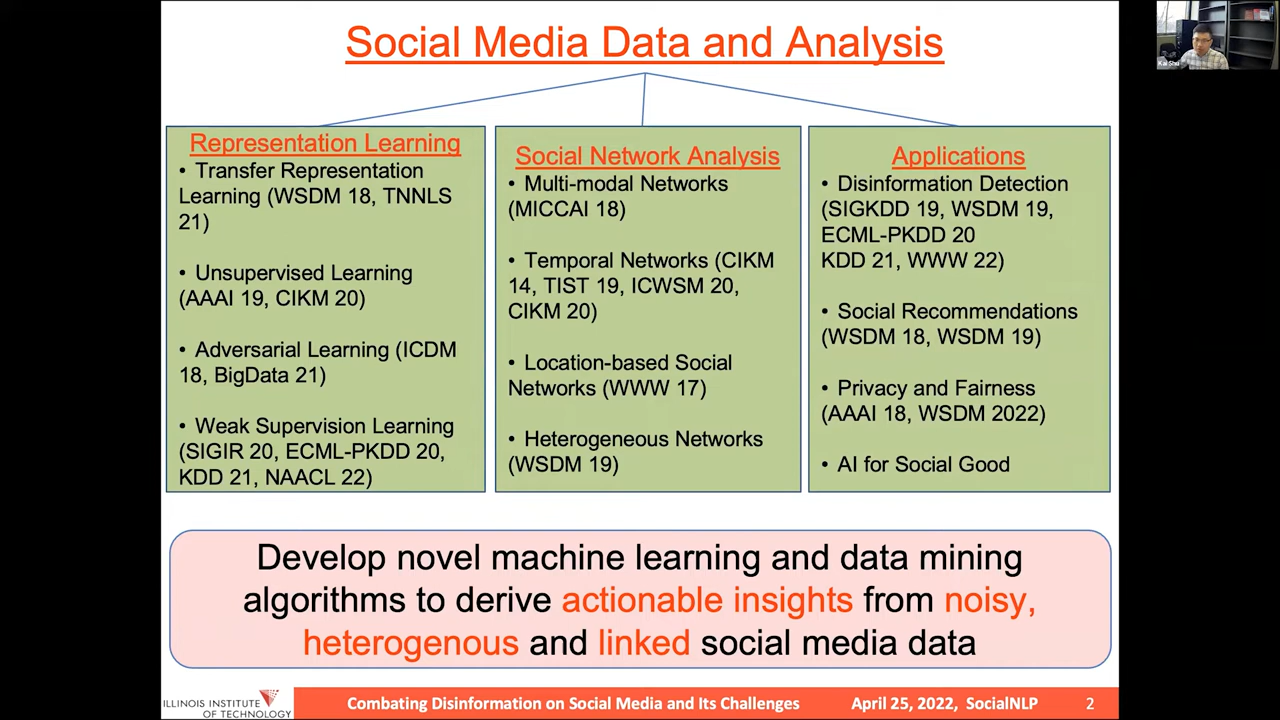 Social Media Data and Analysis
Representation Learning
• Transfer Representation
Learning (WSDM 18, TNNLS
21)
• Unsupervised Learning
(AAAI 19, CIKM 20)
• Adversarial Learning (ICDM
18, BigData 21)
• Weak Supervision Learning
(SIGIR 20, ECML-PKDD 20,
KDD 21, NAACL 22)
Social Network Analysis
• Multi-modal Networks
(MICCAI 18)
• Temporal Networks (CIKM
14, TIST 19, ICWSM 20,
CIKM 20)
• Location-based Social
Networks (WWW 17)
• Heterogeneous Networks
(WSDM 19)
Applications
• Disinformation Detection
(SIGKDD 19, WSDM 19,
ECML-PKDD 20
KDD 21, WWW 22)
• Social Recommendations
(WSDM 18, WSDM 19)
• Privacy and Fairness
(AAAI 18, WSDM 2022)
• AI for Social Good
Develop novel machine learning and data mining
algorithms to derive actionable insights from noisy,
heterogenous and linked social media data
ILLINOIS INSTITUTE
OF TECHNOLOGY
Combating Disinformation on Social Media and Its Challenges
April 25, 2022, SocialNLP
2
Kai Shu